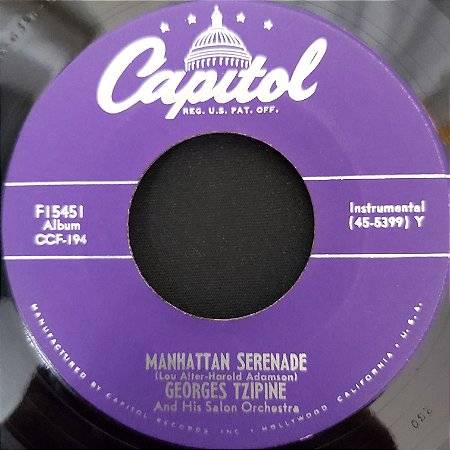 Capitol
REG. U.S. PAT. OFF.
F15451
Album
CCF-194
Instrumental
(45-5399) Y
MANHATTAN SERENADE
(Lou Alter-Harold Adamson)
GEORGES TZIPINE
And His Salon Orchestra
MANUFACTURED BY CAPITOL RECORDS INC • HOLLYWOOD CALIFORNIA • U.S.A.